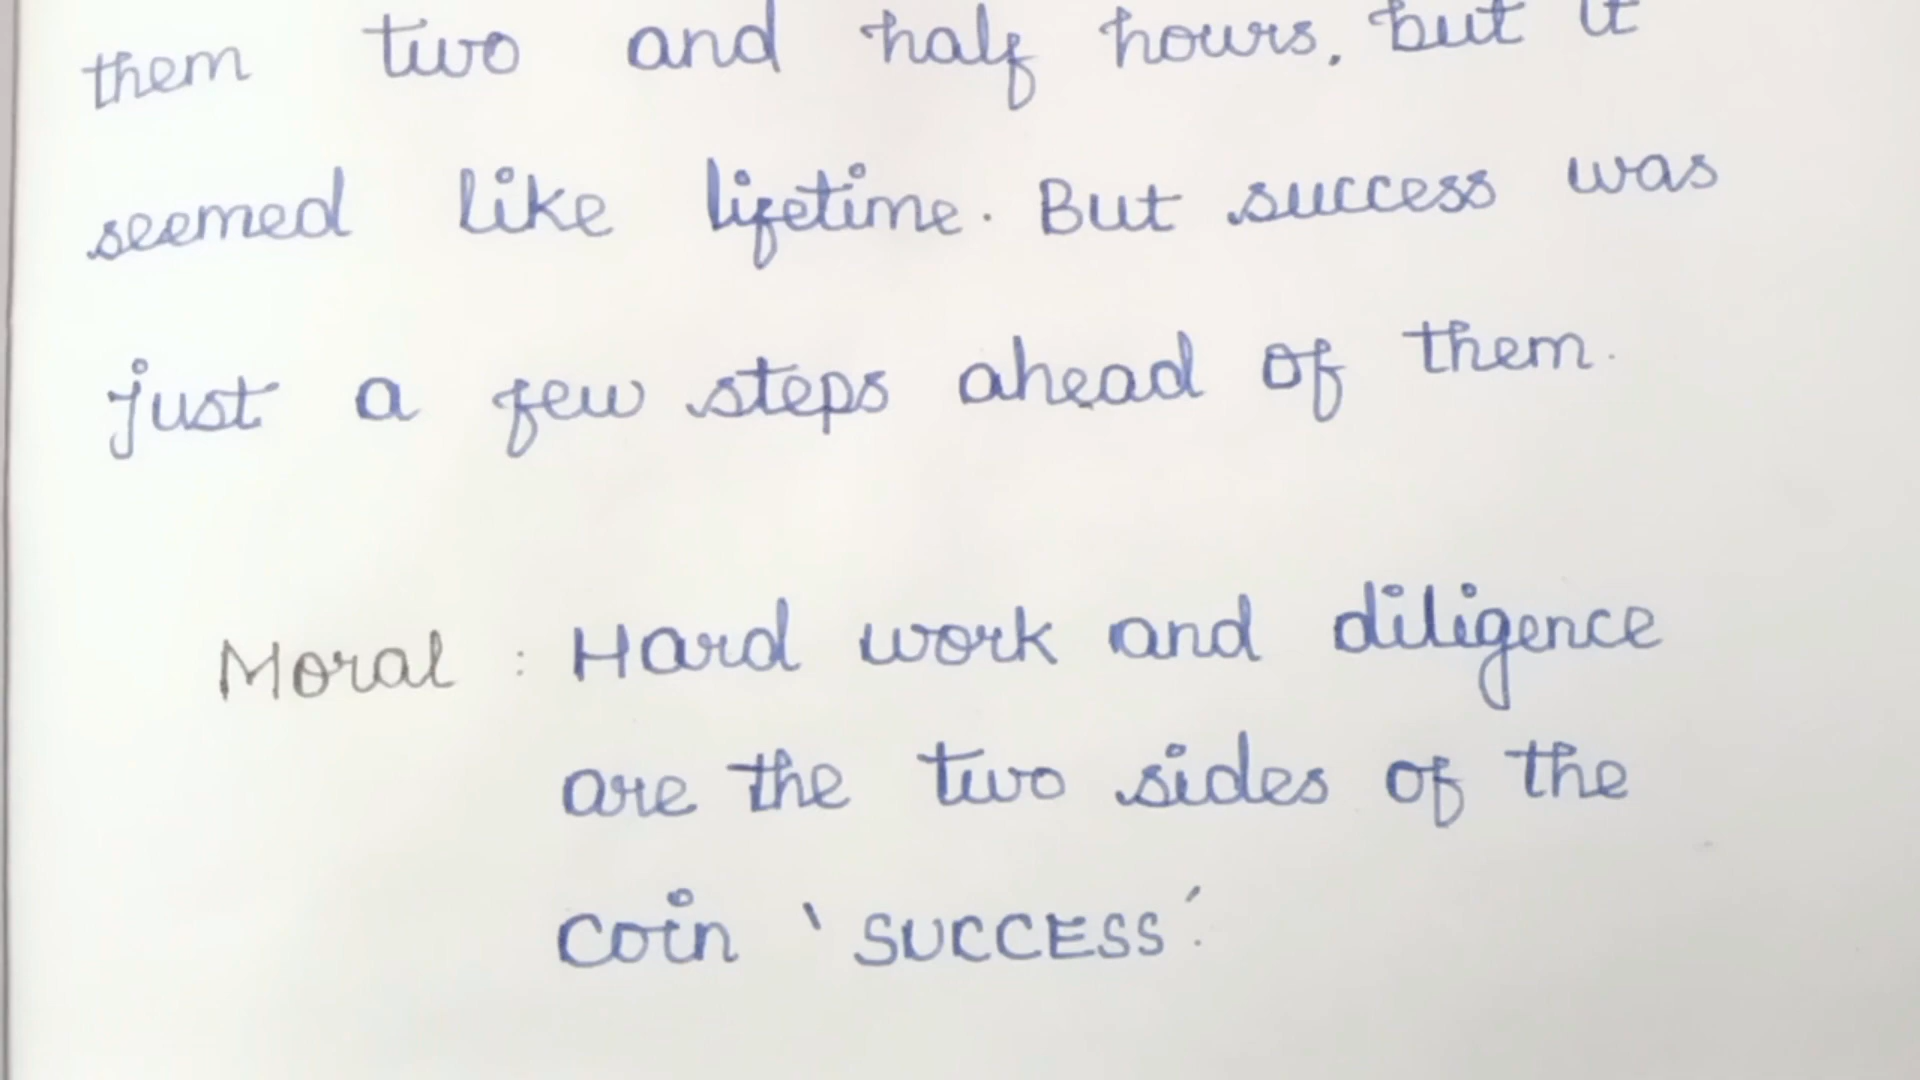 them two and half hours, but it
seemed like lifetime. But success was
just a few steps ahead of them.
Moral : Hard work and diligence
are the two sides of the
coin 'SUCCESS'.